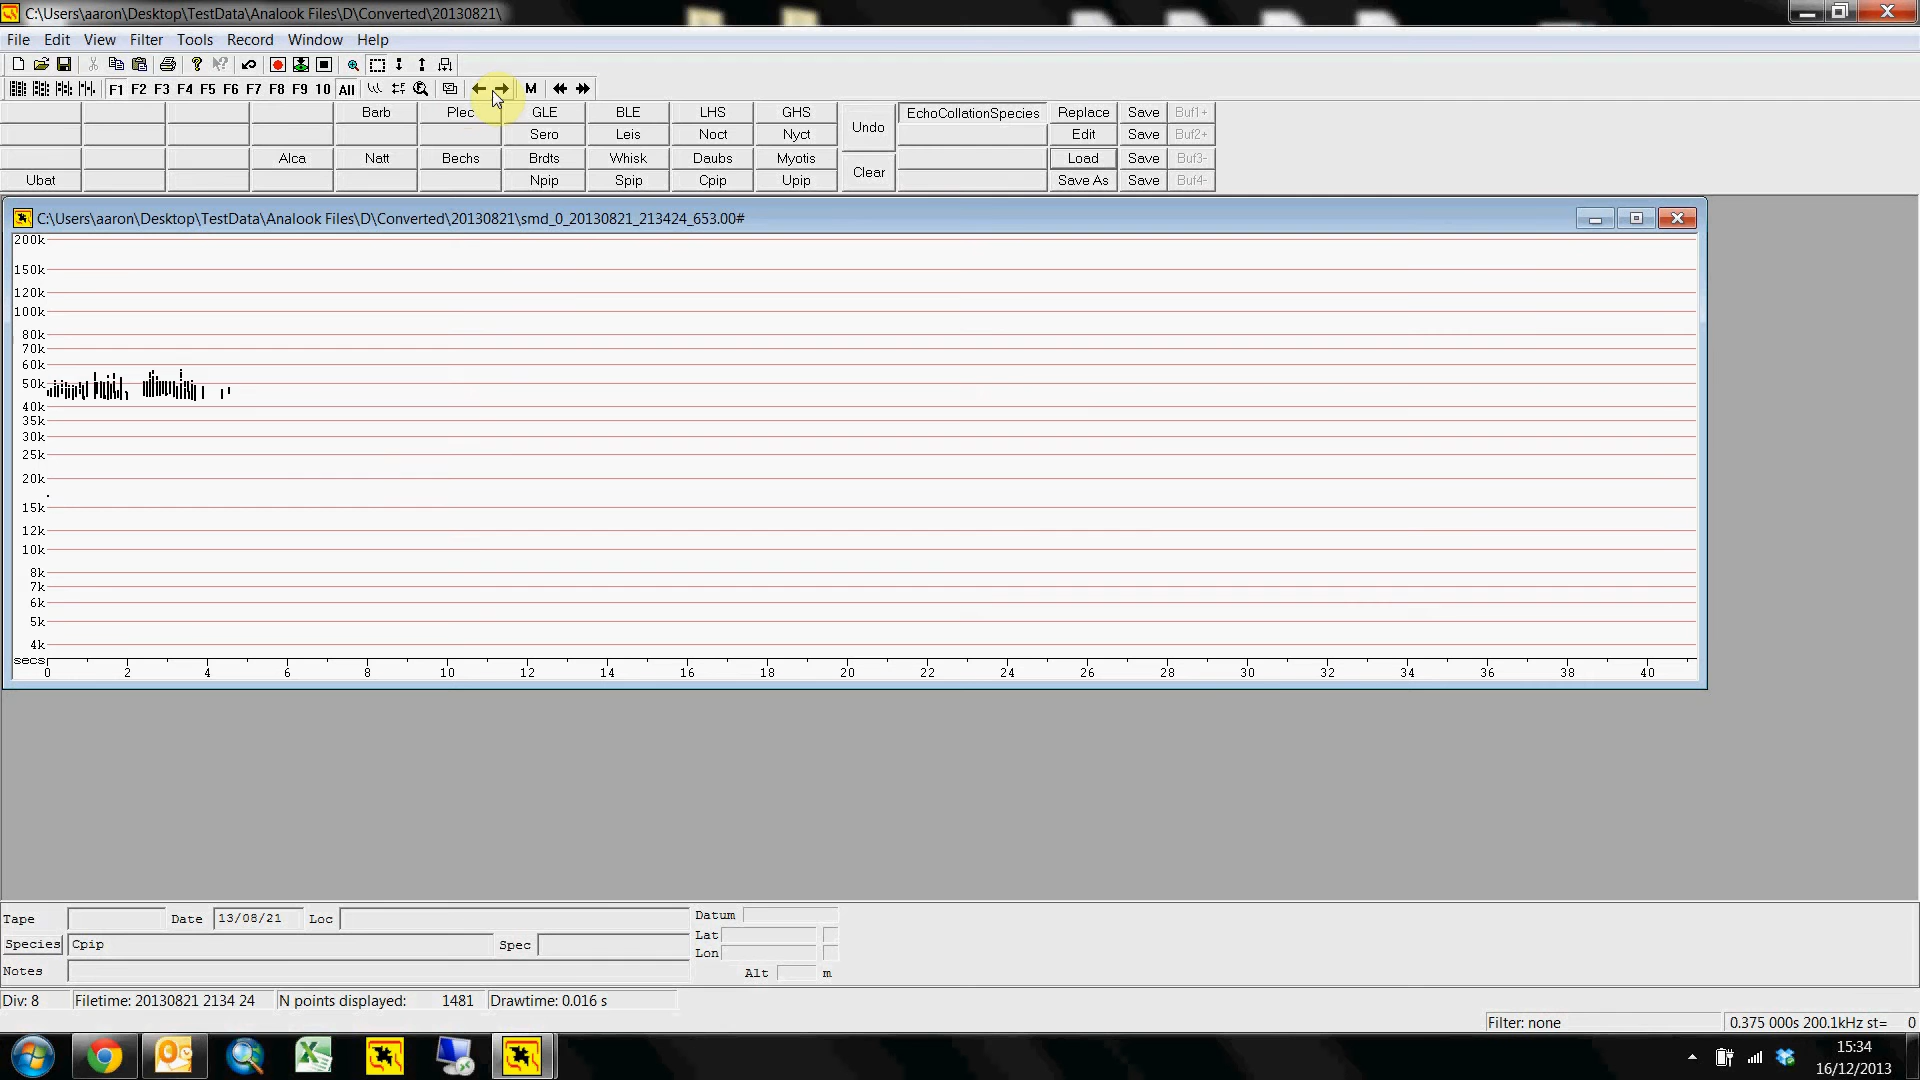 C:\Users\aaron\Desktop\TestData\Analook Files\D\Converted\20130821\
File Edit View Filter Tools Record Window Help
F1 F2 F3 F4 F5 F6 F7 F8 F9 10 All M
Barb Plec GLE BLE LHS GHS Undo EchoCollationSpecies Replace Save Buf1+
Sero Leis Noct Nyct Edit Save Buf2+
Alca Natt Bechs Brdts Whisk Daubs Myotis Clear Load Save Buf3-
Ubat Npip Spip Cpip Upip Save As Save Buf4-
C:\Users\aaron\Desktop\TestData\Analook Files\D\Converted\20130821\smd_0_20130821_213424_653.00#
200k
150k
120k
100k
80k
70k
60k
50k
40k
35k
30k
25k
20k
15k
12k
10k
8k
7k
6k
5k
4k
secs
0 2 4 6 8 10 12 14 16 18 20 22 24 26 28 30 32 34 36 38 40
Tape Date 13/08/21 Loc Datum
Species Cpip Spec Lat
Lon
Notes Alt m
Div: 8 Filetime: 20130821 2134 24 N points displayed: 1481 Drawtime: 0.016 s
Filter: none 0.375 000s 200.1kHz st= 0
15:34
16/12/2013